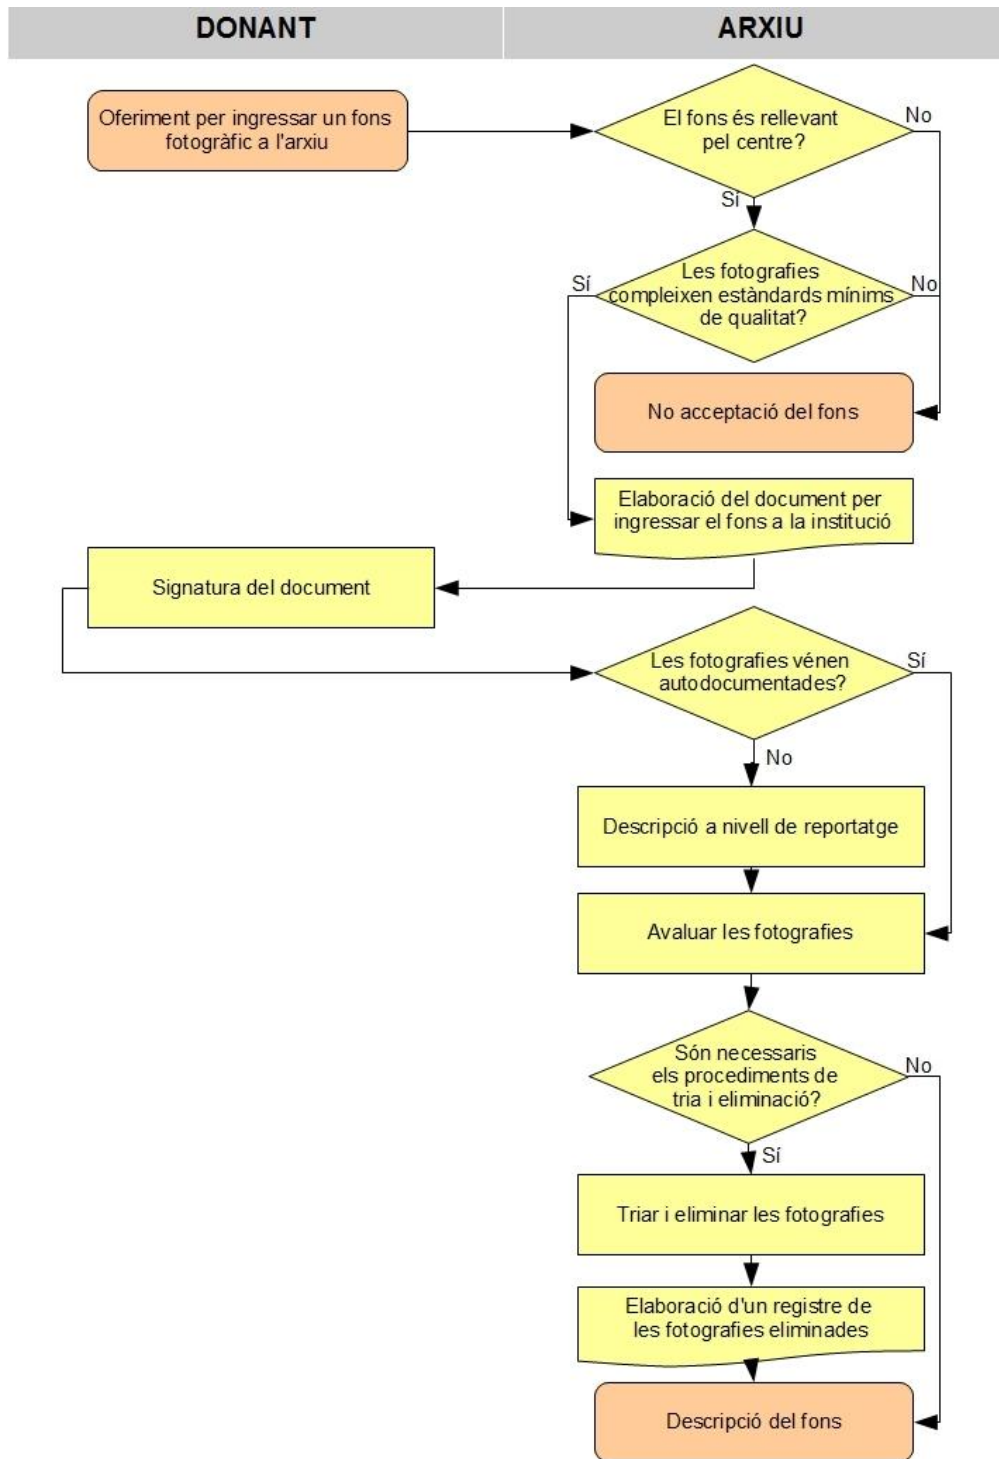 DONANT
ARXIU
Oferiment per ingressar un fons
fotogràfic a l'arxiu
El fons és rellevant
pel centre?
No
Sí
Les fotografies
compleixen estàndards mínims
de qualitat?
Sí
No
No acceptació del fons
Elaboració del document per
ingressar el fons a la institució
Signatura del document
Les fotografies vénen
autodocumentades?
Sí
No
Descripció a nivell de reportatge
Avaluar les fotografies
Són necessaris
els procediments de
tria i eliminació?
No
Sí
Triar i eliminar les fotografies
Elaboració d'un registre de
les fotografies eliminades
Descripció del fons